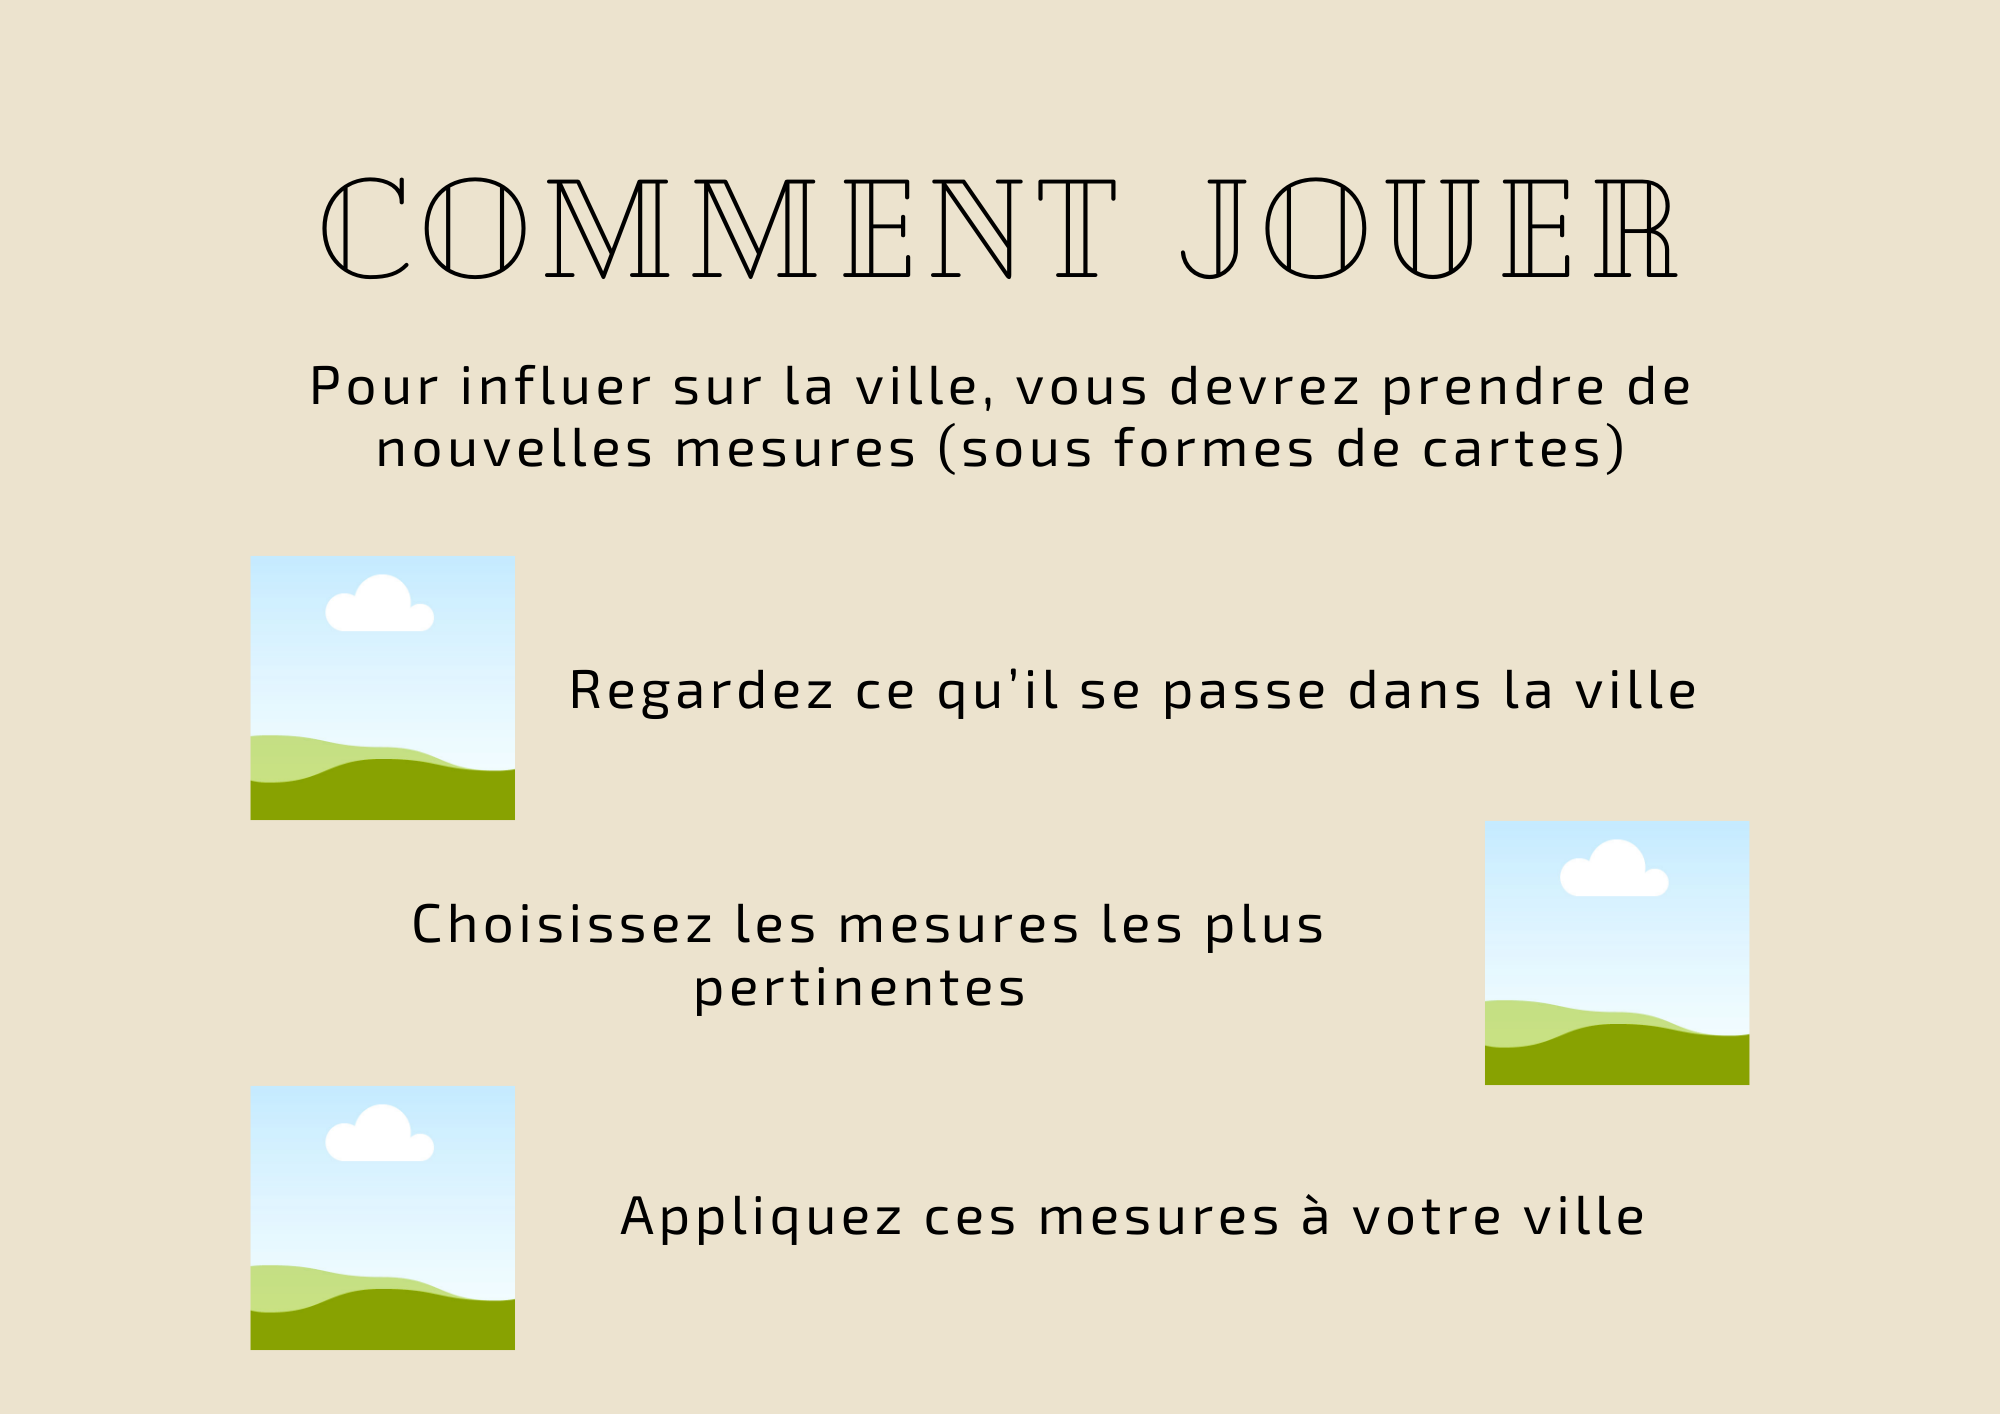 COMMENT JOUER
Pour influer sur la ville, vous devrez prendre de
nouvelles mesures (sous formes de cartes)
Regardez ce qu’il se passe dans la ville
Choisissez les mesures les plus
pertinentes
Appliquez ces mesures à votre ville